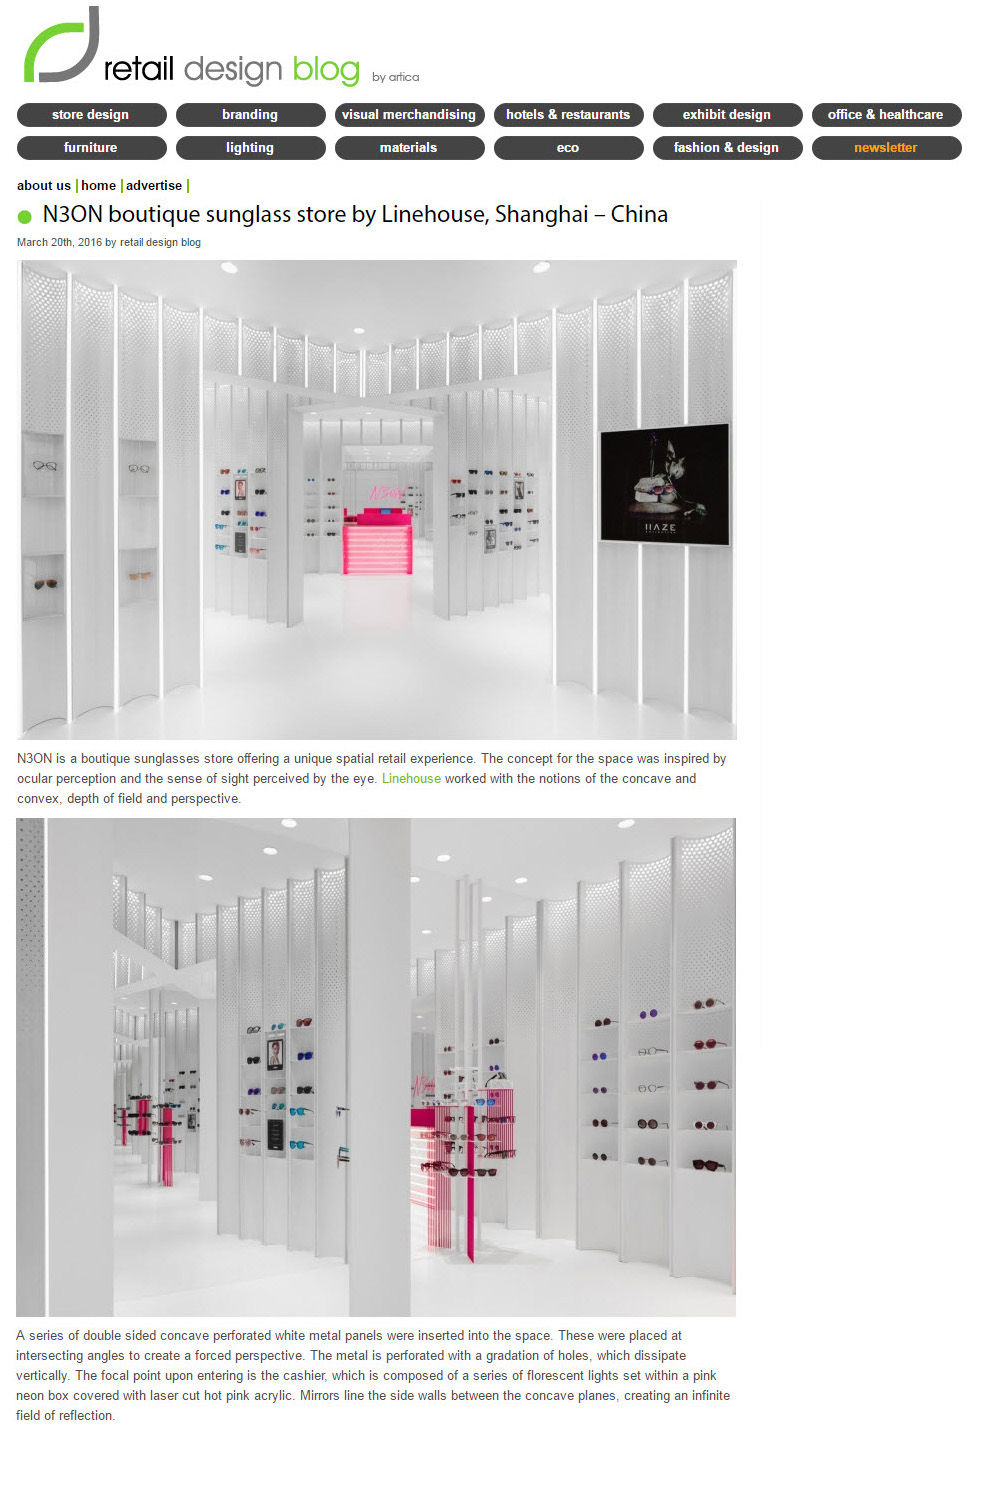 retail design blog by artica
store design branding visual merchandising hotels & restaurants exhibit design office & healthcare
furniture lighting materials eco fashion & design newsletter
about us home advertise
N3ON boutique sunglass store by Linehouse, Shanghai – China
March 20th, 2016 by retail design blog
HAZE
N3ON is a boutique sunglasses store offering a unique spatial retail experience. The concept for the space was inspired by
ocular perception and the sense of sight perceived by the eye. Linehouse worked with the notions of the concave and
convex, depth of field and perspective.
A series of double sided concave perforated white metal panels were inserted into the space. These were placed at
intersecting angles to create a forced perspective. The metal is perforated with a gradation of holes, which dissipate
vertically. The focal point upon entering is the cashier, which is composed of a series of florescent lights set within a pink
neon box covered with laser cut hot pink acrylic. Mirrors line the side walls between the concave planes, creating an infinite
field of reflection.